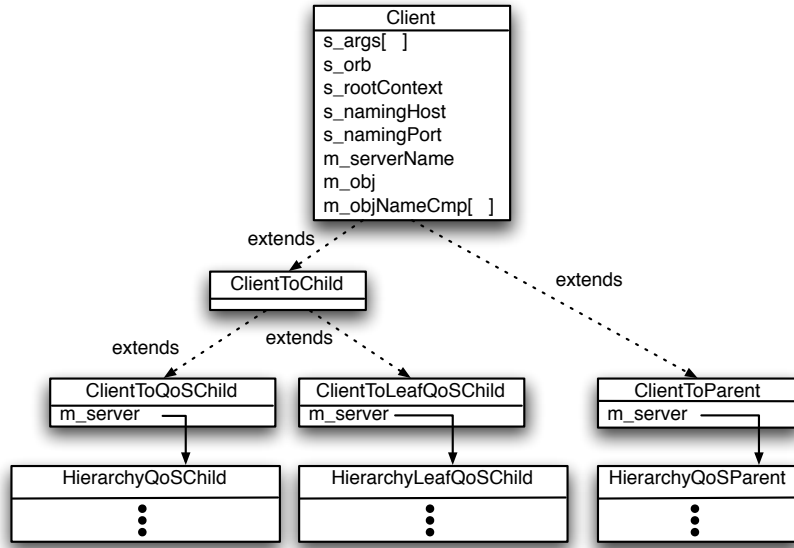 Client
s_args[ ]
s_orb
s_rootContext
s_namingHost
s_namingPort
m_serverName
m_obj
m_objNameCmp[ ]
extends
extends
ClientToChild
extends
extends
ClientToQoSChild
m_server
ClientToLeafQoSChild
m_server
ClientToParent
m_server
HierarchyQoSChild
HierarchyLeafQoSChild
HierarchyQoSParent